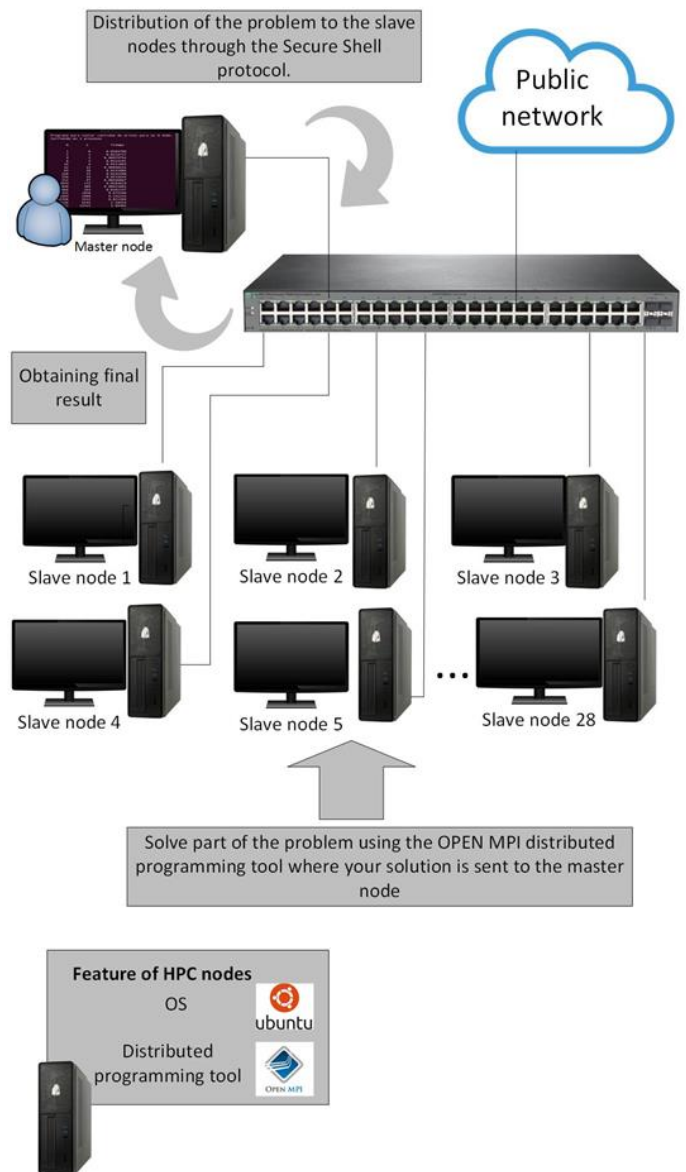 Distribution of the problem to the slave
nodes through the Secure Shell
protocol.
Public
network
Master node
Obtaining final
result
Slave node 1
Slave node 2
Slave node 3
Slave node 4
Slave node 5
...
Slave node 28
Solve part of the problem using the OPEN MPI distributed
programming tool where your solution is sent to the master
node
Feature of HPC nodes
OS
ubuntu
Distributed
programming tool
OPEN MPI